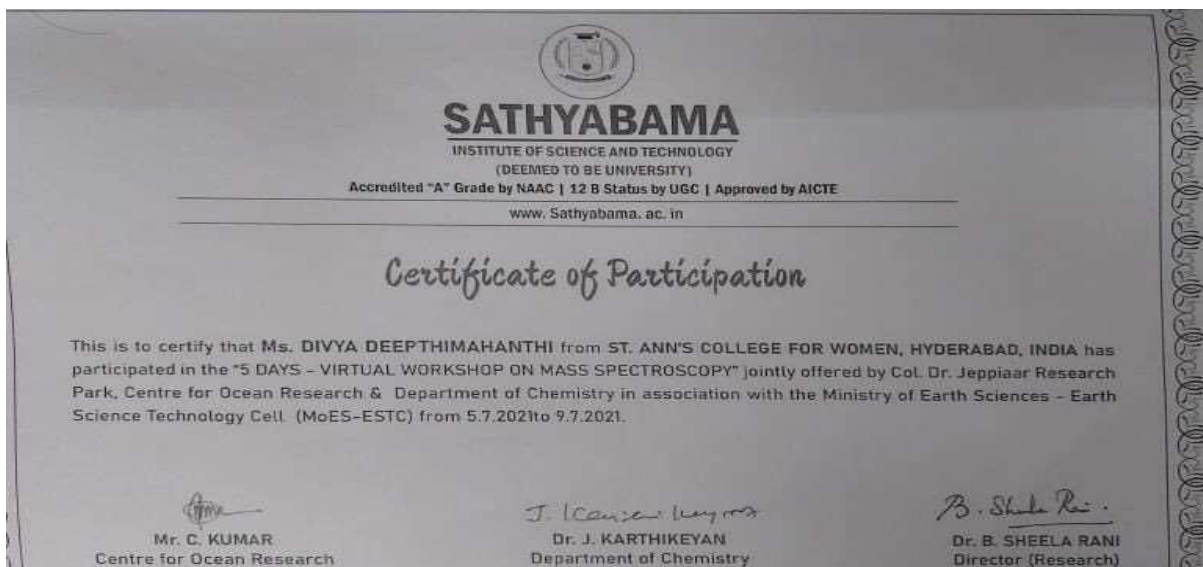 SATHYABAMA
INSTITUTE OF SCIENCE AND TECHNOLOGY
(DEEMED TO BE UNIVERSITY)
Accredited "A" Grade by NAAC | 12 B Status by UGC | Approved by AICTE
www. Sathyabama. ac. in
Certificate of Participation
This is to certify that Ms. DIVYA DEEPTHIMAHANTHI from ST. ANN'S COLLEGE FOR WOMEN, HYDERABAD, INDIA has
participated in the "5 DAYS - VIRTUAL WORKSHOP ON MASS SPECTROSCOPY" jointly offered by Col. Dr. Jeppiaar Research
Park, Centre for Ocean Research & Department of Chemistry in association with the Ministry of Earth Sciences - Earth
Science Technology Cell (MoES-ESTC) from 5.7.2021to 9.7.2021.
B. Sheela Rani.
Mr. C. KUMAR
Centre for Ocean Research
Dr. J. KARTHIKEYAN
Department of Chemistry
Dr. B. SHEELA RANI
Director (Research)